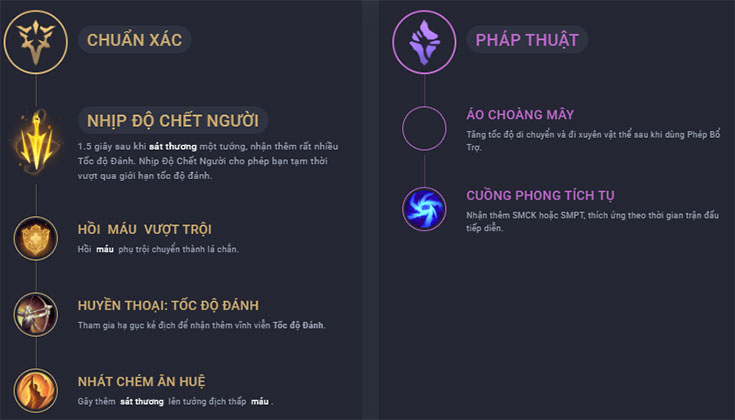 CHUẨN XÁC
NHỊP ĐỘ CHẾT NGƯỜI
1.5 giây sau khi sát thương một tướng, nhận thêm rất nhiều
Tốc độ Đánh. Nhịp Độ Chết Người cho phép bạn tạm thời
vượt qua giới hạn tốc độ đánh.
HỒI MÁU VƯỢT TRỘI
Hồi máu phụ trội chuyển thành lá chắn.
HUYỀN THOẠI: TỐC ĐỘ ĐÁNH
Tham gia hạ gục kẻ địch để nhận thêm vĩnh viễn Tốc độ Đánh.
NHÁT CHÉM ÂN HUỆ
Gây thêm sát thương lên tướng địch thấp máu .
PHÁP THUẬT
ÁO CHOÀNG MÂY
Tăng tốc độ di chuyển và đi xuyên vật thể sau khi dùng Phép Bổ
Trợ.
CUỒNG PHONG TÍCH TỤ
Nhận thêm SMCK hoặc SMPT, thích ứng theo thời gian trận đấu
tiếp diễn.